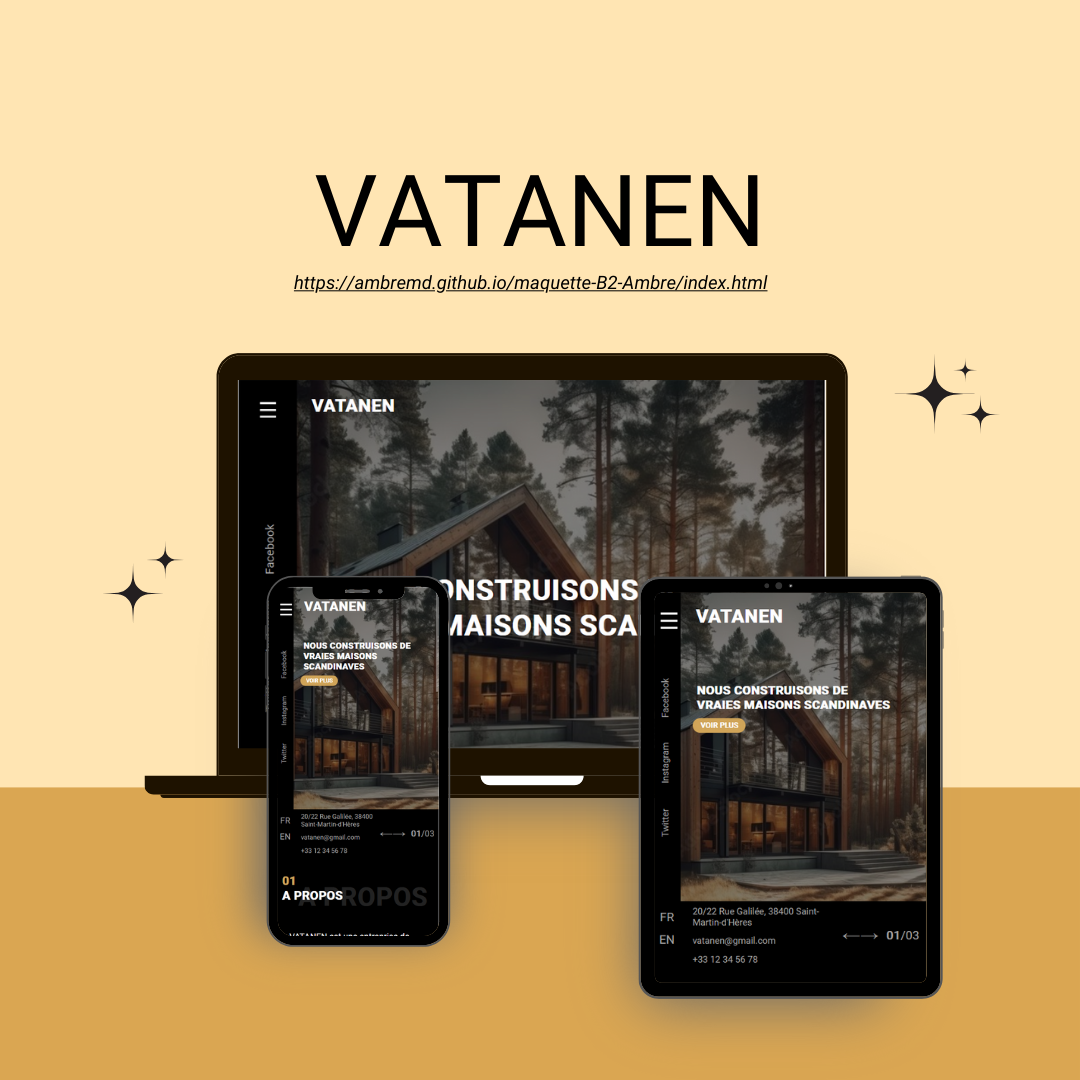 VATANEN
https://ambremd.github.io/maquette-B2-Ambre/index.html
VATANEN
Facebook
ONSTRUISONS
MAISONS SCA
VATANEN
NOUS CONSTRUISONS DE
VRAIES MAISONS
SCANDINAVES
VOIR PLUS
Facebook
Instagram
Twitter
FR
EN
20/22 Rue Galilée, 38400
Saint-Martin-d'Hères
vatanen@gmail.com
+33 12 34 56 78
01/03
01
A PROPOS
A PROPOS
VATANEN est une entreprise de
VATANEN
NOUS CONSTRUISONS DE
VRAIES MAISONS SCANDINAVES
VOIR PLUS
Facebook
Instagram
Twitter
FR
EN
20/22 Rue Galilée, 38400 Saint-
Martin-d'Hères
vatanen@gmail.com
+33 12 34 56 78
01/03